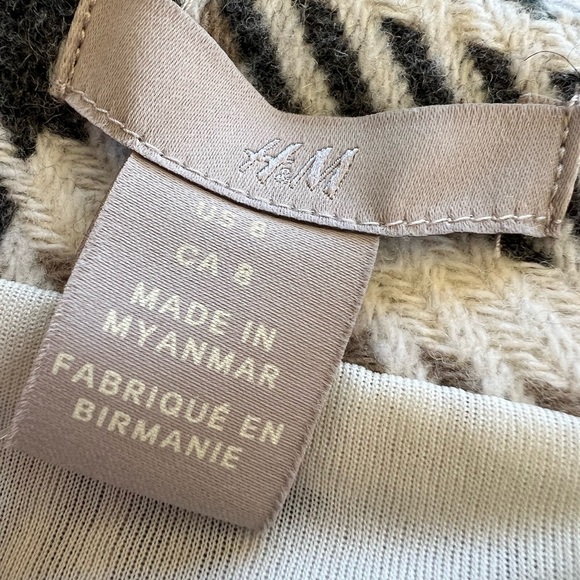 H&M
US 8
CA 8
MADE IN
MYANMAR
FABRIQUÉ EN
BIRMANIE